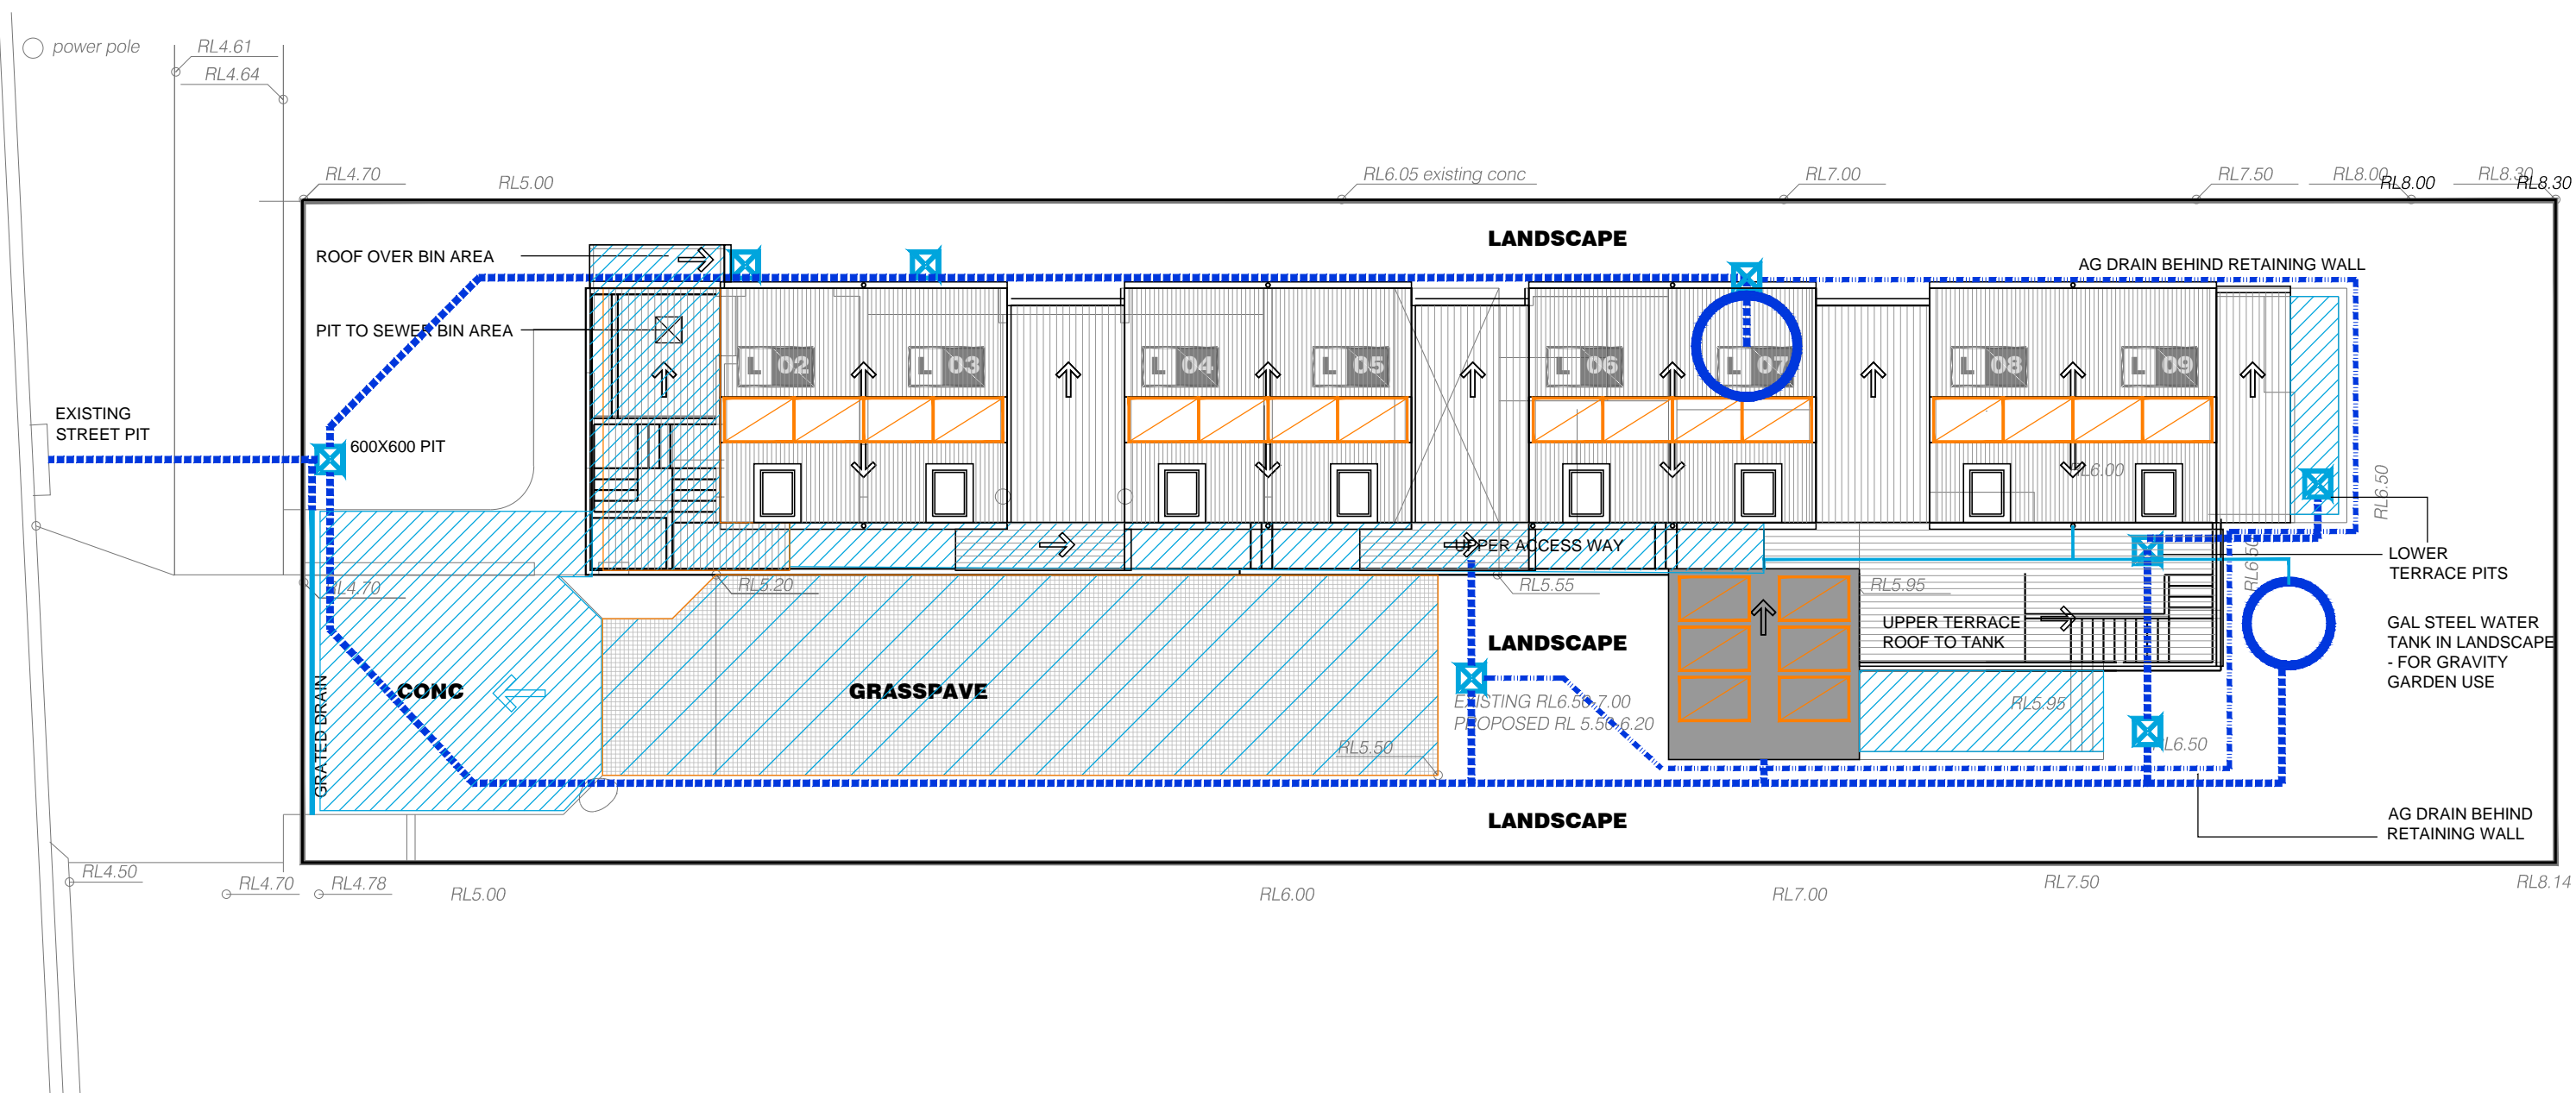 power pole
RL4.61
RL4.64
RL4.70
RL5.00
RL6.05 existing conc
RL7.00
RL7.50
RL8.00
RL8.00
RL8.30
RL8.30
LANDSCAPE
ROOF OVER BIN AREA
AG DRAIN BEHIND RETAINING WALL
PIT TO SEWER BIN AREA
L 02
L 03
L 04
L 05
L 06
L 07
L 08
L 09
EXISTING
STREET PIT
600X600 PIT
RL6.00
RL6.50
UPPER ACCESS WAY
RL6.50
LOWER
TERRACE PITS
RL4.70
RL5.20
RL5.55
RL5.95
UPPER TERRACE
ROOF TO TANK
GAL STEEL WATER
TANK IN LANDSCAPE
- FOR GRAVITY
GARDEN USE
LANDSCAPE
CONC
GRASSPAVE
GRATED DRAIN
EXISTING RL6.50-7.00
PROPOSED RL 5.50-6.20
RL5.95
RL5.50
RL6.50
LANDSCAPE
AG DRAIN BEHIND
RETAINING WALL
RL4.50
RL4.70
RL4.78
RL5.00
RL6.00
RL7.00
RL7.50
RL8.14